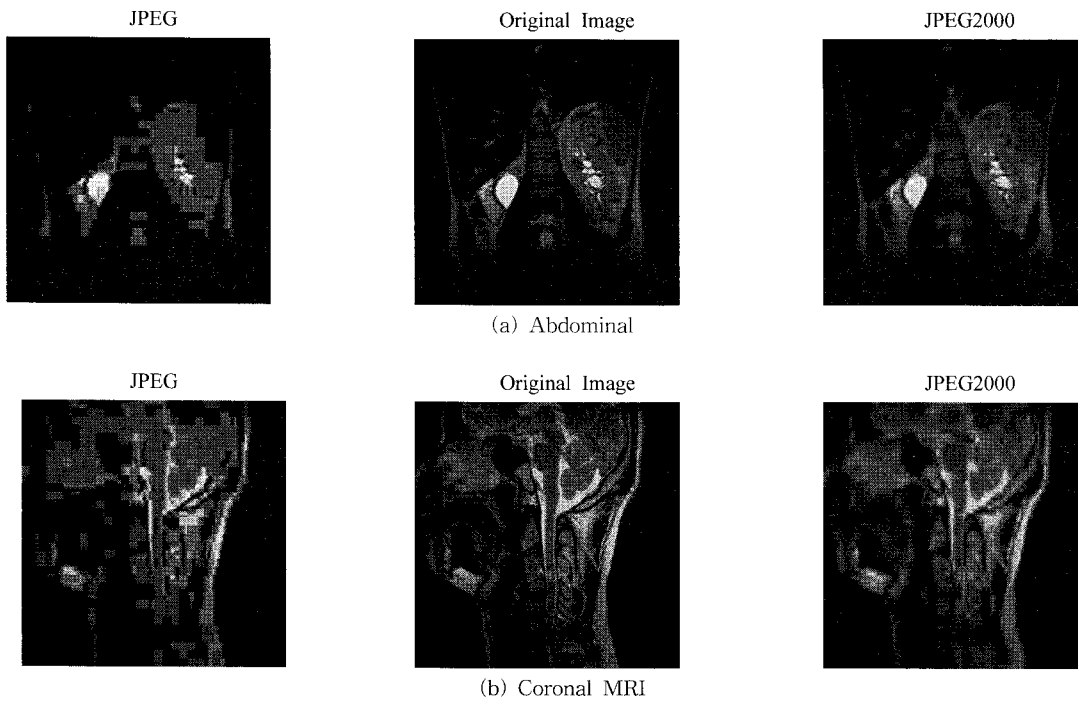 JPEG
Original Image
JPEG2000
(a) Abdominal
JPEG
Original Image
JPEG2000
(b) Coronal MRI